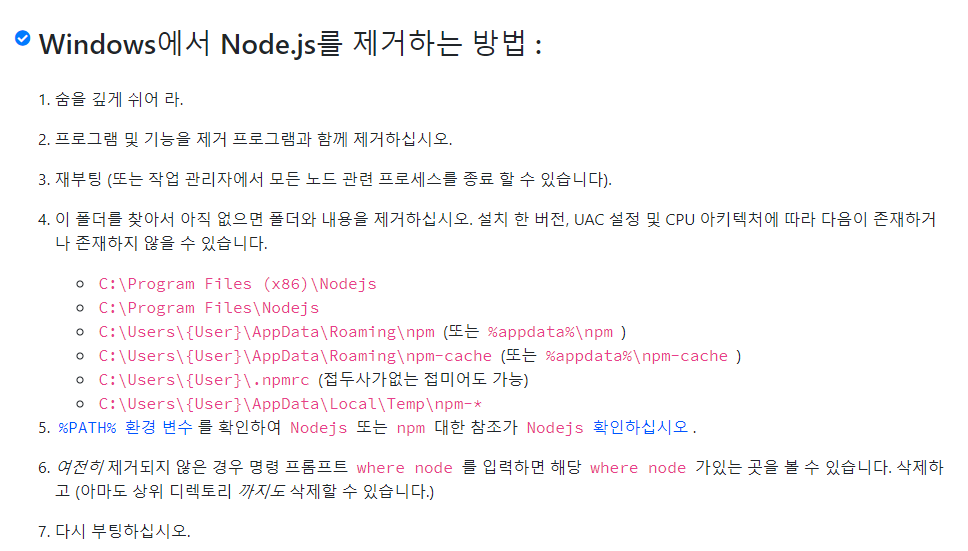 Windows에서 Node.js를 제거하는 방법 :
1. 숨을 깊게 쉬어 라.
2. 프로그램 및 기능을 제거 프로그램과 함께 제거하십시오.
3. 재부팅 (또는 작업 관리자에서 모든 노드 관련 프로세스를 종료 할 수 있습니다).
4. 이 폴더를 찾아서 아직 없으면 폴더와 내용을 제거하십시오. 설치 한 버전, UAC 설정 및 CPU 아키텍처에 따라 다음이 존재하거
나 존재하지 않을 수 있습니다.
C:\Program Files (x86)\Nodejs
C:\Program Files\Nodejs
C:\Users\{User}\AppData\Roaming\npm (또는 %appdata%\npm )
C:\Users\{User}\AppData\Roaming\npm-cache (또는 %appdata%\npm-cache )
C:\Users\{User}\.npmrc (접두사가없는 접미어도 가능)
C:\Users\{User}\AppData\Local\Temp\npm-*
5. %PATH% 환경 변수 를 확인하여 Nodejs 또는 npm 대한 참조가 Nodejs 확인하십시오 .
6. 여전히 제거되지 않은 경우 명령 프롬프트 where node 를 입력하면 해당 where node 가있는 곳을 볼 수 있습니다. 삭제하
고 (아마도 상위 디렉토리 까지도 삭제할 수 있습니다.)
7. 다시 부팅하십시오.